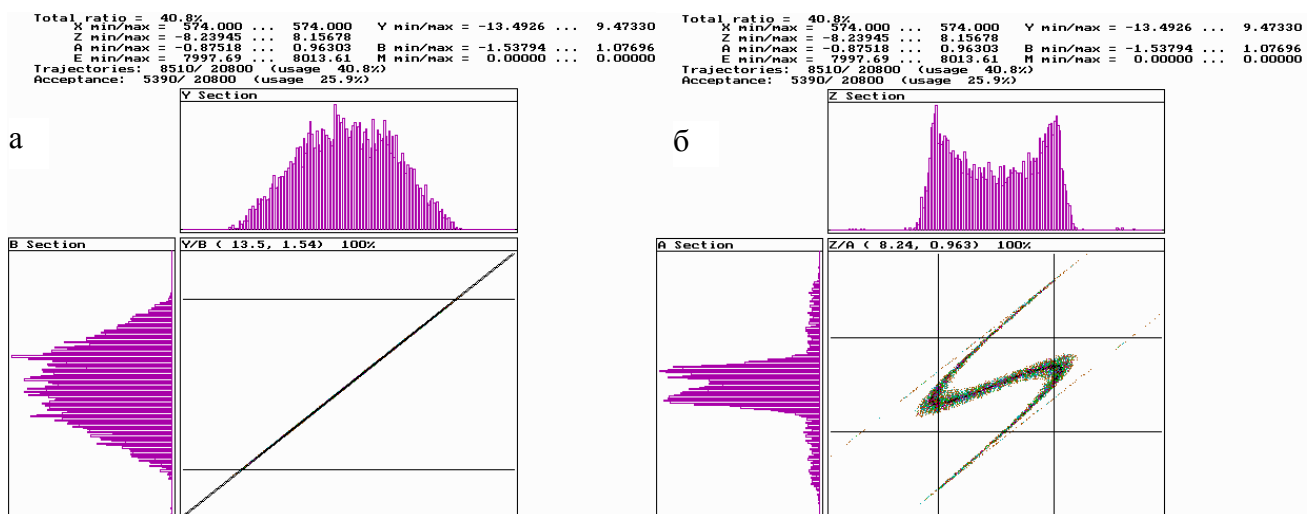 Total ratio = 40.8%
X min/max = 574.000 ... 574.000 Y min/max = -13.4926 ... 9.47330
Z min/max = -8.23945 ... 8.15678
A min/max = -0.87518 ... 0.96303 B min/max = -1.53794 ... 1.07696
E min/max = 7997.69 ... 8013.61 M min/max = 0.00000 ... 0.00000
Trajectories: 8510/ 20800 (usage 40.8%)
Acceptance: 5390/ 20800 (usage 25.9%)
а
Y Section
B Section
Y/B ( 13.5, 1.54) 100%
Total ratio = 40.8%
X min/max = 574.000 ... 574.000 Y min/max = -13.4926 ... 9.47330
Z min/max = -8.23945 ... 8.15678
A min/max = -0.87518 ... 0.96303 B min/max = -1.53794 ... 1.07696
E min/max = 7997.69 ... 8013.61 M min/max = 0.00000 ... 0.00000
Trajectories: 8510/ 20800 (usage 40.8%)
Acceptance: 5390/ 20800 (usage 25.9%)
б
Z Section
A Section
Z/A ( 8.24, 0.963) 100%